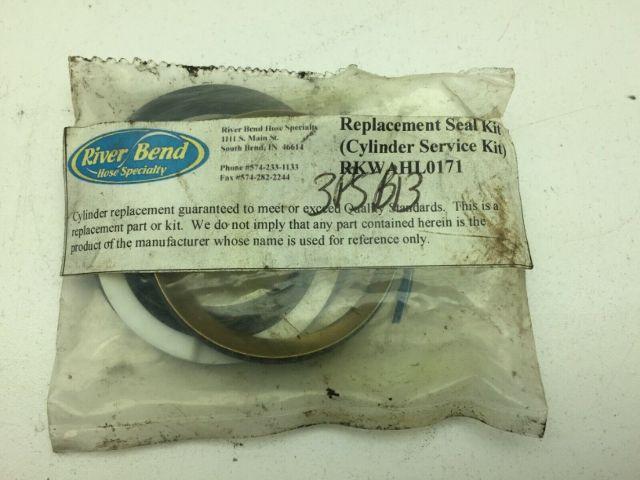 River Bend
Hose Specialty
River Bend Hose Specialty
1111 S. Main St.
South Bend, IN 46614
Phone #574-233-1133
Fax #574-282-2244
Replacement Seal Kit
(Cylinder Service Kit)
RKWAHL0171
Cylinder replacement guaranteed to meet or exceed Quality Standards. This is a
replacement part or kit. We do not imply that any part contained herein is the
product of the manufacturer whose name is used for reference only.